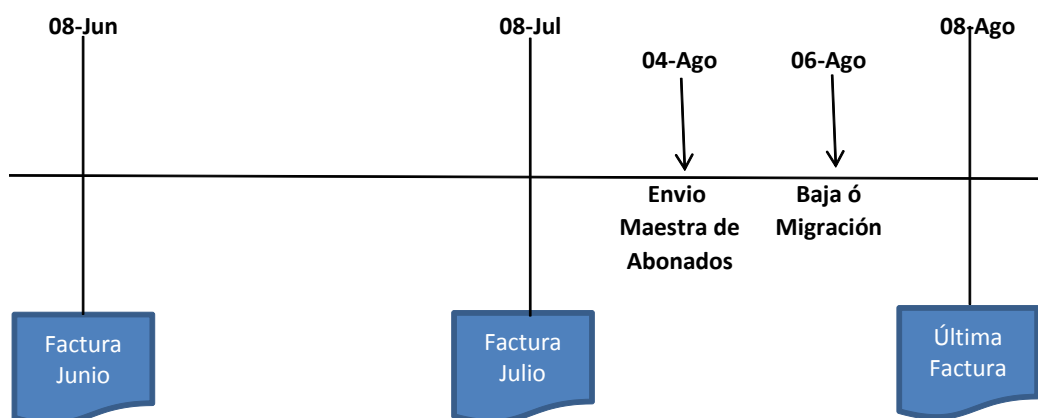 08-Jun
08-Jul
08-Ago
04-Ago
06-Ago
Envio
Maestra de
Abonados
Baja ó
Migración
Factura
Junio
Factura
Julio
Última
Factura